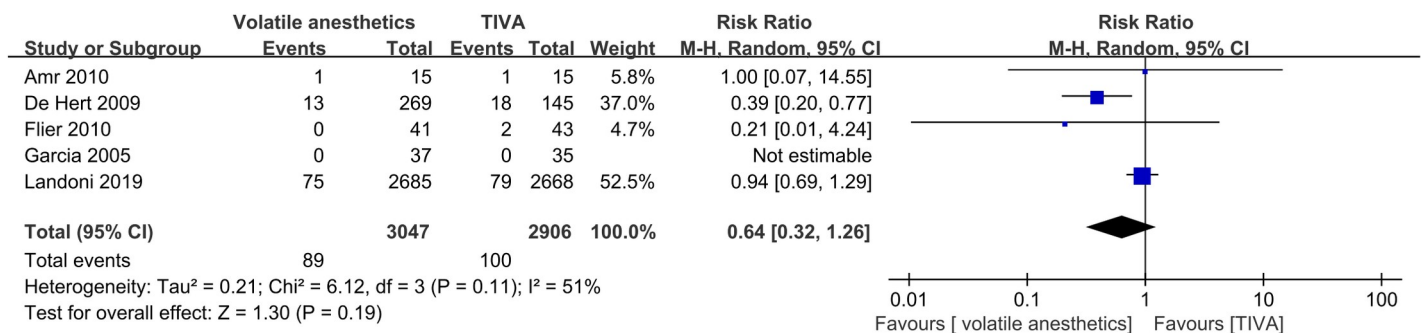 Volatile anesthetics TIVA Risk Ratio Risk Ratio
Study or Subgroup Events Total Events Total Weight M-H, Random, 95% CI M-H, Random, 95% CI
Amr 2010 1 15 1 15 5.8% 1.00 [0.07, 14.55]
De Hert 2009 13 269 18 145 37.0% 0.39 [0.20, 0.77]
Flier 2010 0 41 2 43 4.7% 0.21 [0.01, 4.24]
Garcia 2005 0 37 0 35 Not estimable
Landoni 2019 75 2685 79 2668 52.5% 0.94 [0.69, 1.29]
Total (95% CI) 3047 2906 100.0% 0.64 [0.32, 1.26]
Total events 89 100
Heterogeneity: Tau² = 0.21; Chi² = 6.12, df = 3 (P = 0.11); I² = 51%
Test for overall effect: Z = 1.30 (P = 0.19)
0.01 0.1 1 10 100
Favours [ volatile anesthetics] Favours [TIVA]